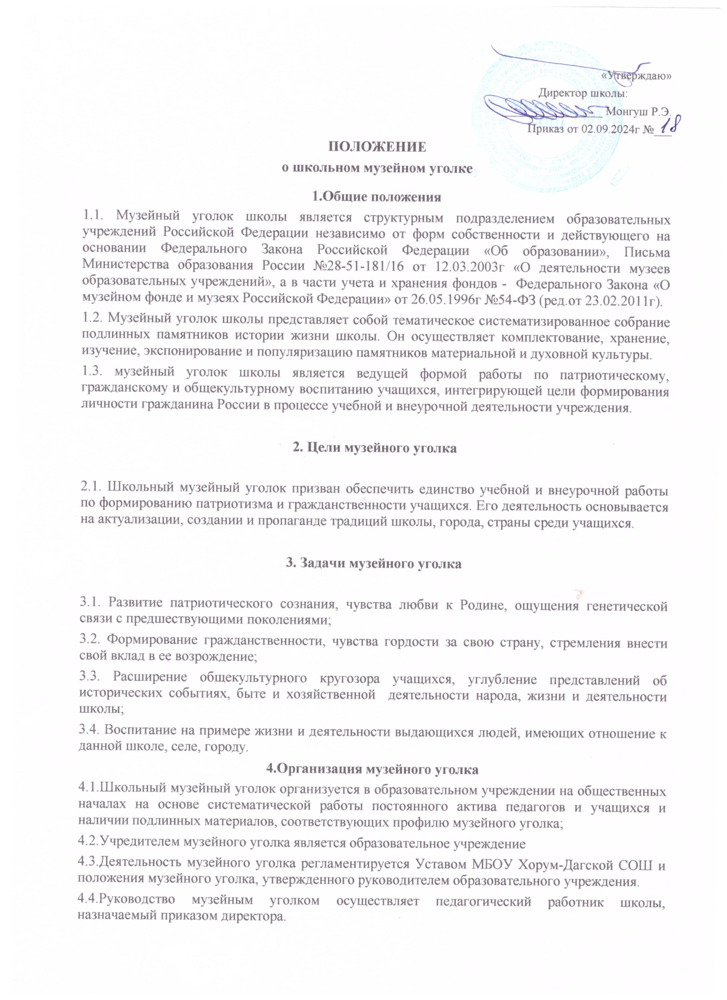 «Утверждаю»
Директор школы:
Монгуш Р.Э.
Приказ от 02.09.2024г № 18
ПОЛОЖЕНИЕ
о школьном музейном уголке
1.Общие положения
1.1. Музейный уголок школы является структурным подразделением образовательных
учреждений Российской Федерации независимо от форм собственности и действующего на
основании Федерального Закона Российской Федерации «Об образовании», Письма
Министерства образования России №28-51-181/16 от 12.03.2003г «О деятельности музеев
образовательных учреждений», а в части учета и хранения фондов - Федерального Закона «О
музейном фонде и музеях Российской Федерации» от 26.05.1996г №54-ФЗ (ред.от 23.02.2011г).
1.2. Музейный уголок школы представляет собой тематическое систематизированное собрание
подлинных памятников истории жизни школы. Он осуществляет комплектование, хранение,
изучение, экспонирование и популяризацию памятников материальной и духовной культуры.
1.3. музейный уголок школы является ведущей формой работы по патриотическому,
гражданскому и общекультурному воспитанию учащихся, интегрирующей цели формирования
личности гражданина России в процессе учебной и внеурочной деятельности учреждения.
2. Цели музейного уголка
2.1. Школьный музейный уголок призван обеспечить единство учебной и внеурочной работы
по формированию патриотизма и гражданственности учащихся. Его деятельность основывается
на актуализации, создании и пропаганде традиций школы, города, страны среди учащихся.
3. Задачи музейного уголка
3.1. Развитие патриотического сознания, чувства любви к Родине, ощущения генетической
связи с предшествующими поколениями;
3.2. Формирование гражданственности, чувства гордости за свою страну, стремления внести
свой вклад в ее возрождение;
3.3. Расширение общекультурного кругозора учащихся, углубление представлений об
исторических событиях, быте и хозяйственной деятельности народа, жизни и деятельности
школы;
3.4. Воспитание на примере жизни и деятельности выдающихся людей, имеющих отношение к
данной школе, селе, городу.
4.Организация музейного уголка
4.1.Школьный музейный уголок организуется в образовательном учреждении на общественных
началах на основе систематической работы постоянного актива педагогов и учащихся и
наличии подлинных материалов, соответствующих профилю музейного уголка;
4.2.Учредителем музейного уголка является образовательное учреждение
4.3.Деятельность музейного уголка регламентируется Уставом МБОУ Хорум-Дагской СОШ и
положения музейного уголка, утвержденного руководителем образовательного учреждения.
4.4.Руководство музейным уголком осуществляет педагогический работник школы,
назначаемый приказом директора.